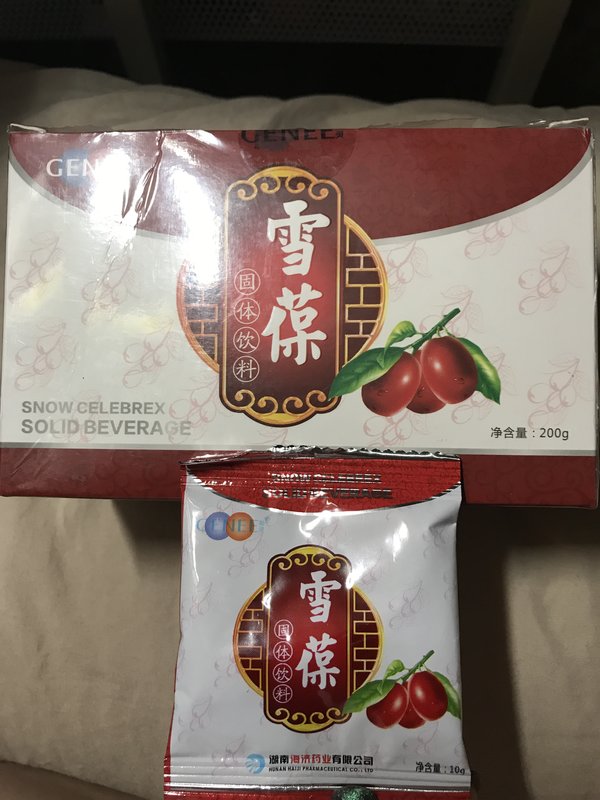 GENEE
GENEE
雪葆
固体饮料
SNOW CELEBREX
SOLID BEVERAGE
净含量：200g
SNOW CELEBREX
SOLID BEVERAGE
GENEE
雪葆
固体饮料
湖南海济药业有限公司
HUNAN HAIJI PHARMACEUTICAL CO., LTD
净含量：10g